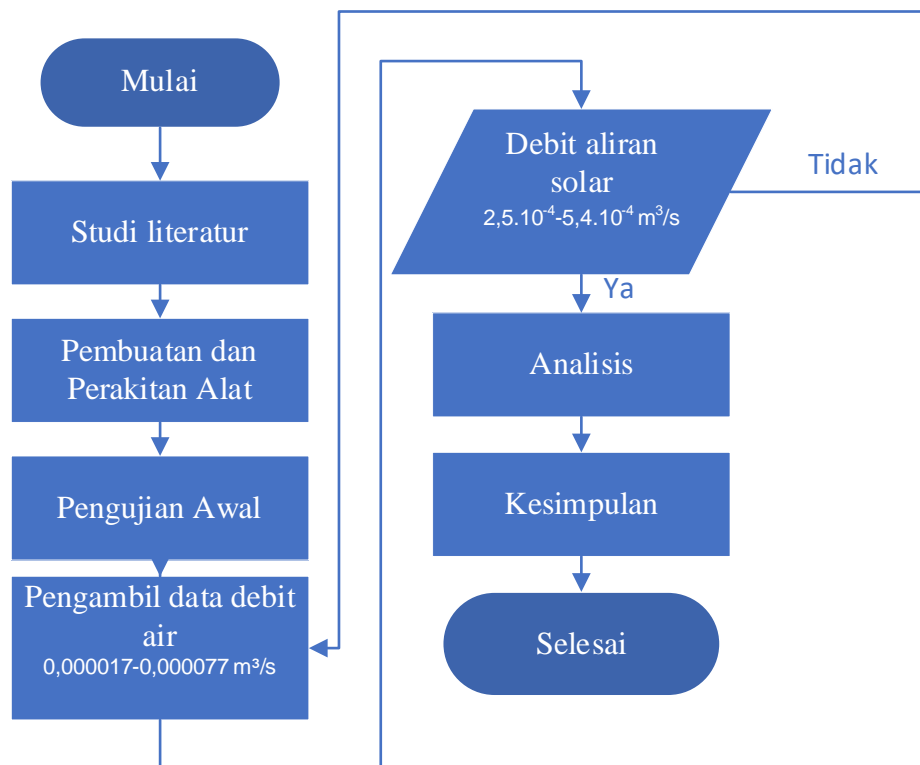 Mulai
Studi literatur
Pembuatan dan
Perakitan Alat
Pengujian Awal
Pengambil data debit
air
0,000017-0,000077 m³/s
Debit aliran
solar
2,5.10⁻⁴-5,4.10⁻⁴ m³/s
Tidak
Ya
Analisis
Kesimpulan
Selesai